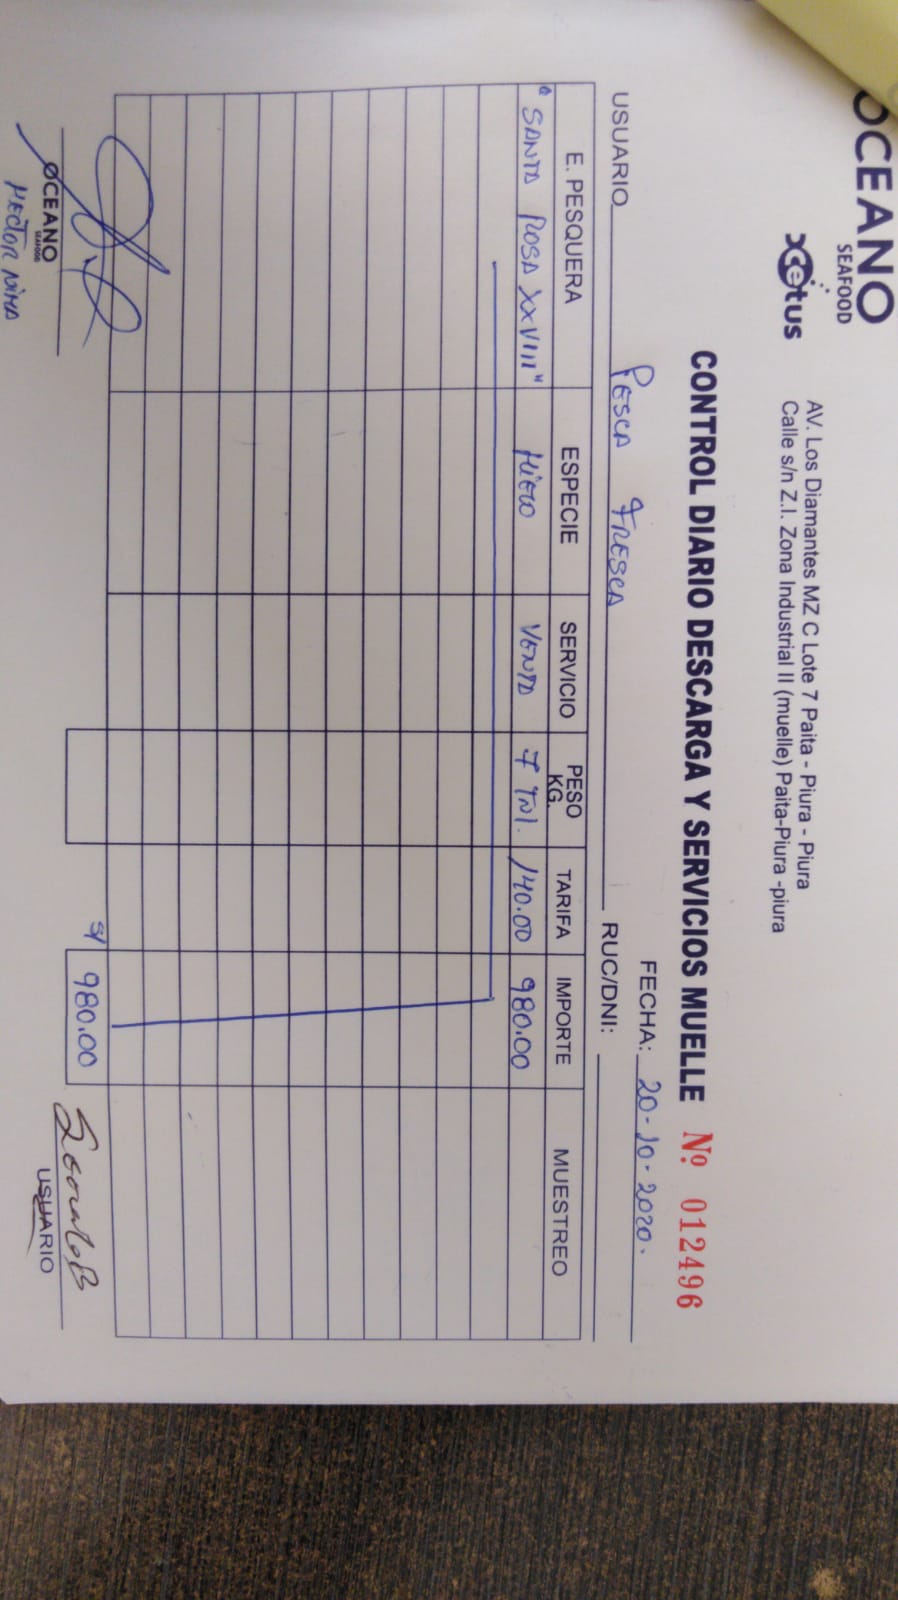 OCEANO
SEAFOOD
cetus
AV. Los Diamantes MZ C Lote 7 Paita - Piura - Piura
Calle s/n Z.I. Zona Industrial II (muelle) Paita-Piura -piura
CONTROL DIARIO DESCARGA Y SERVICIOS MUELLE Nº 012496
FECHA: 20-10-2020.
USUARIO Pesca Fresca RUC/DNI:
E. PESQUERA ESPECIE SERVICIO PESO KG. TARIFA IMPORTE MUESTREO
"SANTA ROSA XXVIII" Hielo VENTA 7 TNL. 140.00 980.00
S/ 980.00
OCEANO
SEAFOOD
HECTOR NIMA
USUARIO